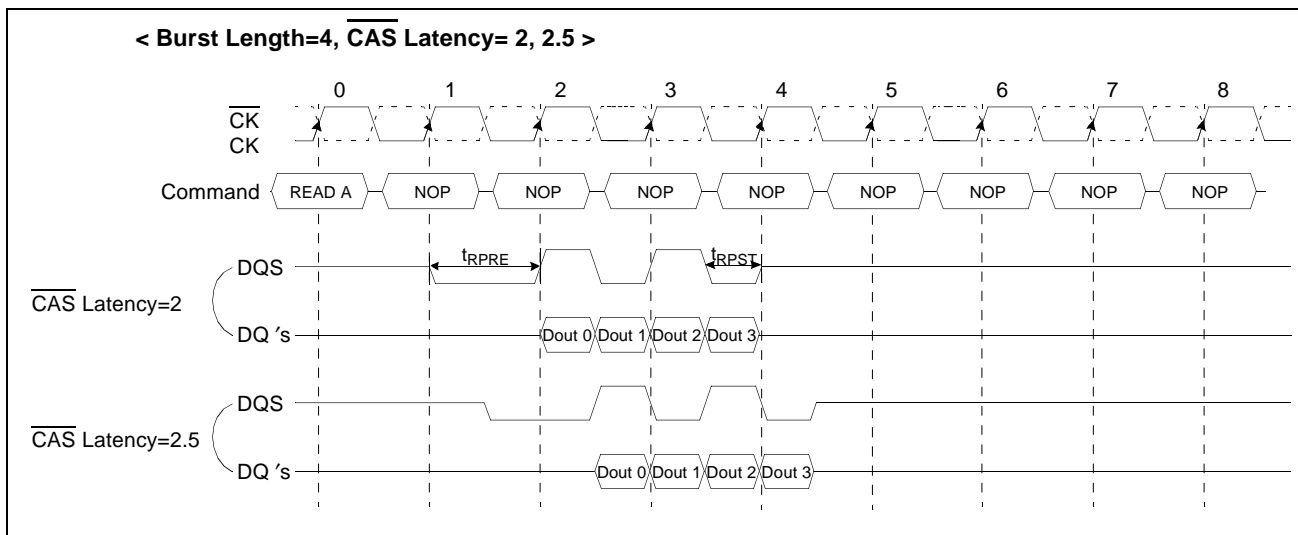 < Burst Length=4, CAS Latency= 2, 2.5 >
0 1 2 3 4 5 6 7 8
CK
CK
Command READ A NOP NOP NOP NOP NOP NOP NOP NOP
DQS tRPRE tRPST
CAS Latency=2
DQ 's Dout 0 Dout 1 Dout 2 Dout 3
DQS
CAS Latency=2.5
DQ 's Dout 0 Dout 1 Dout 2 Dout 3